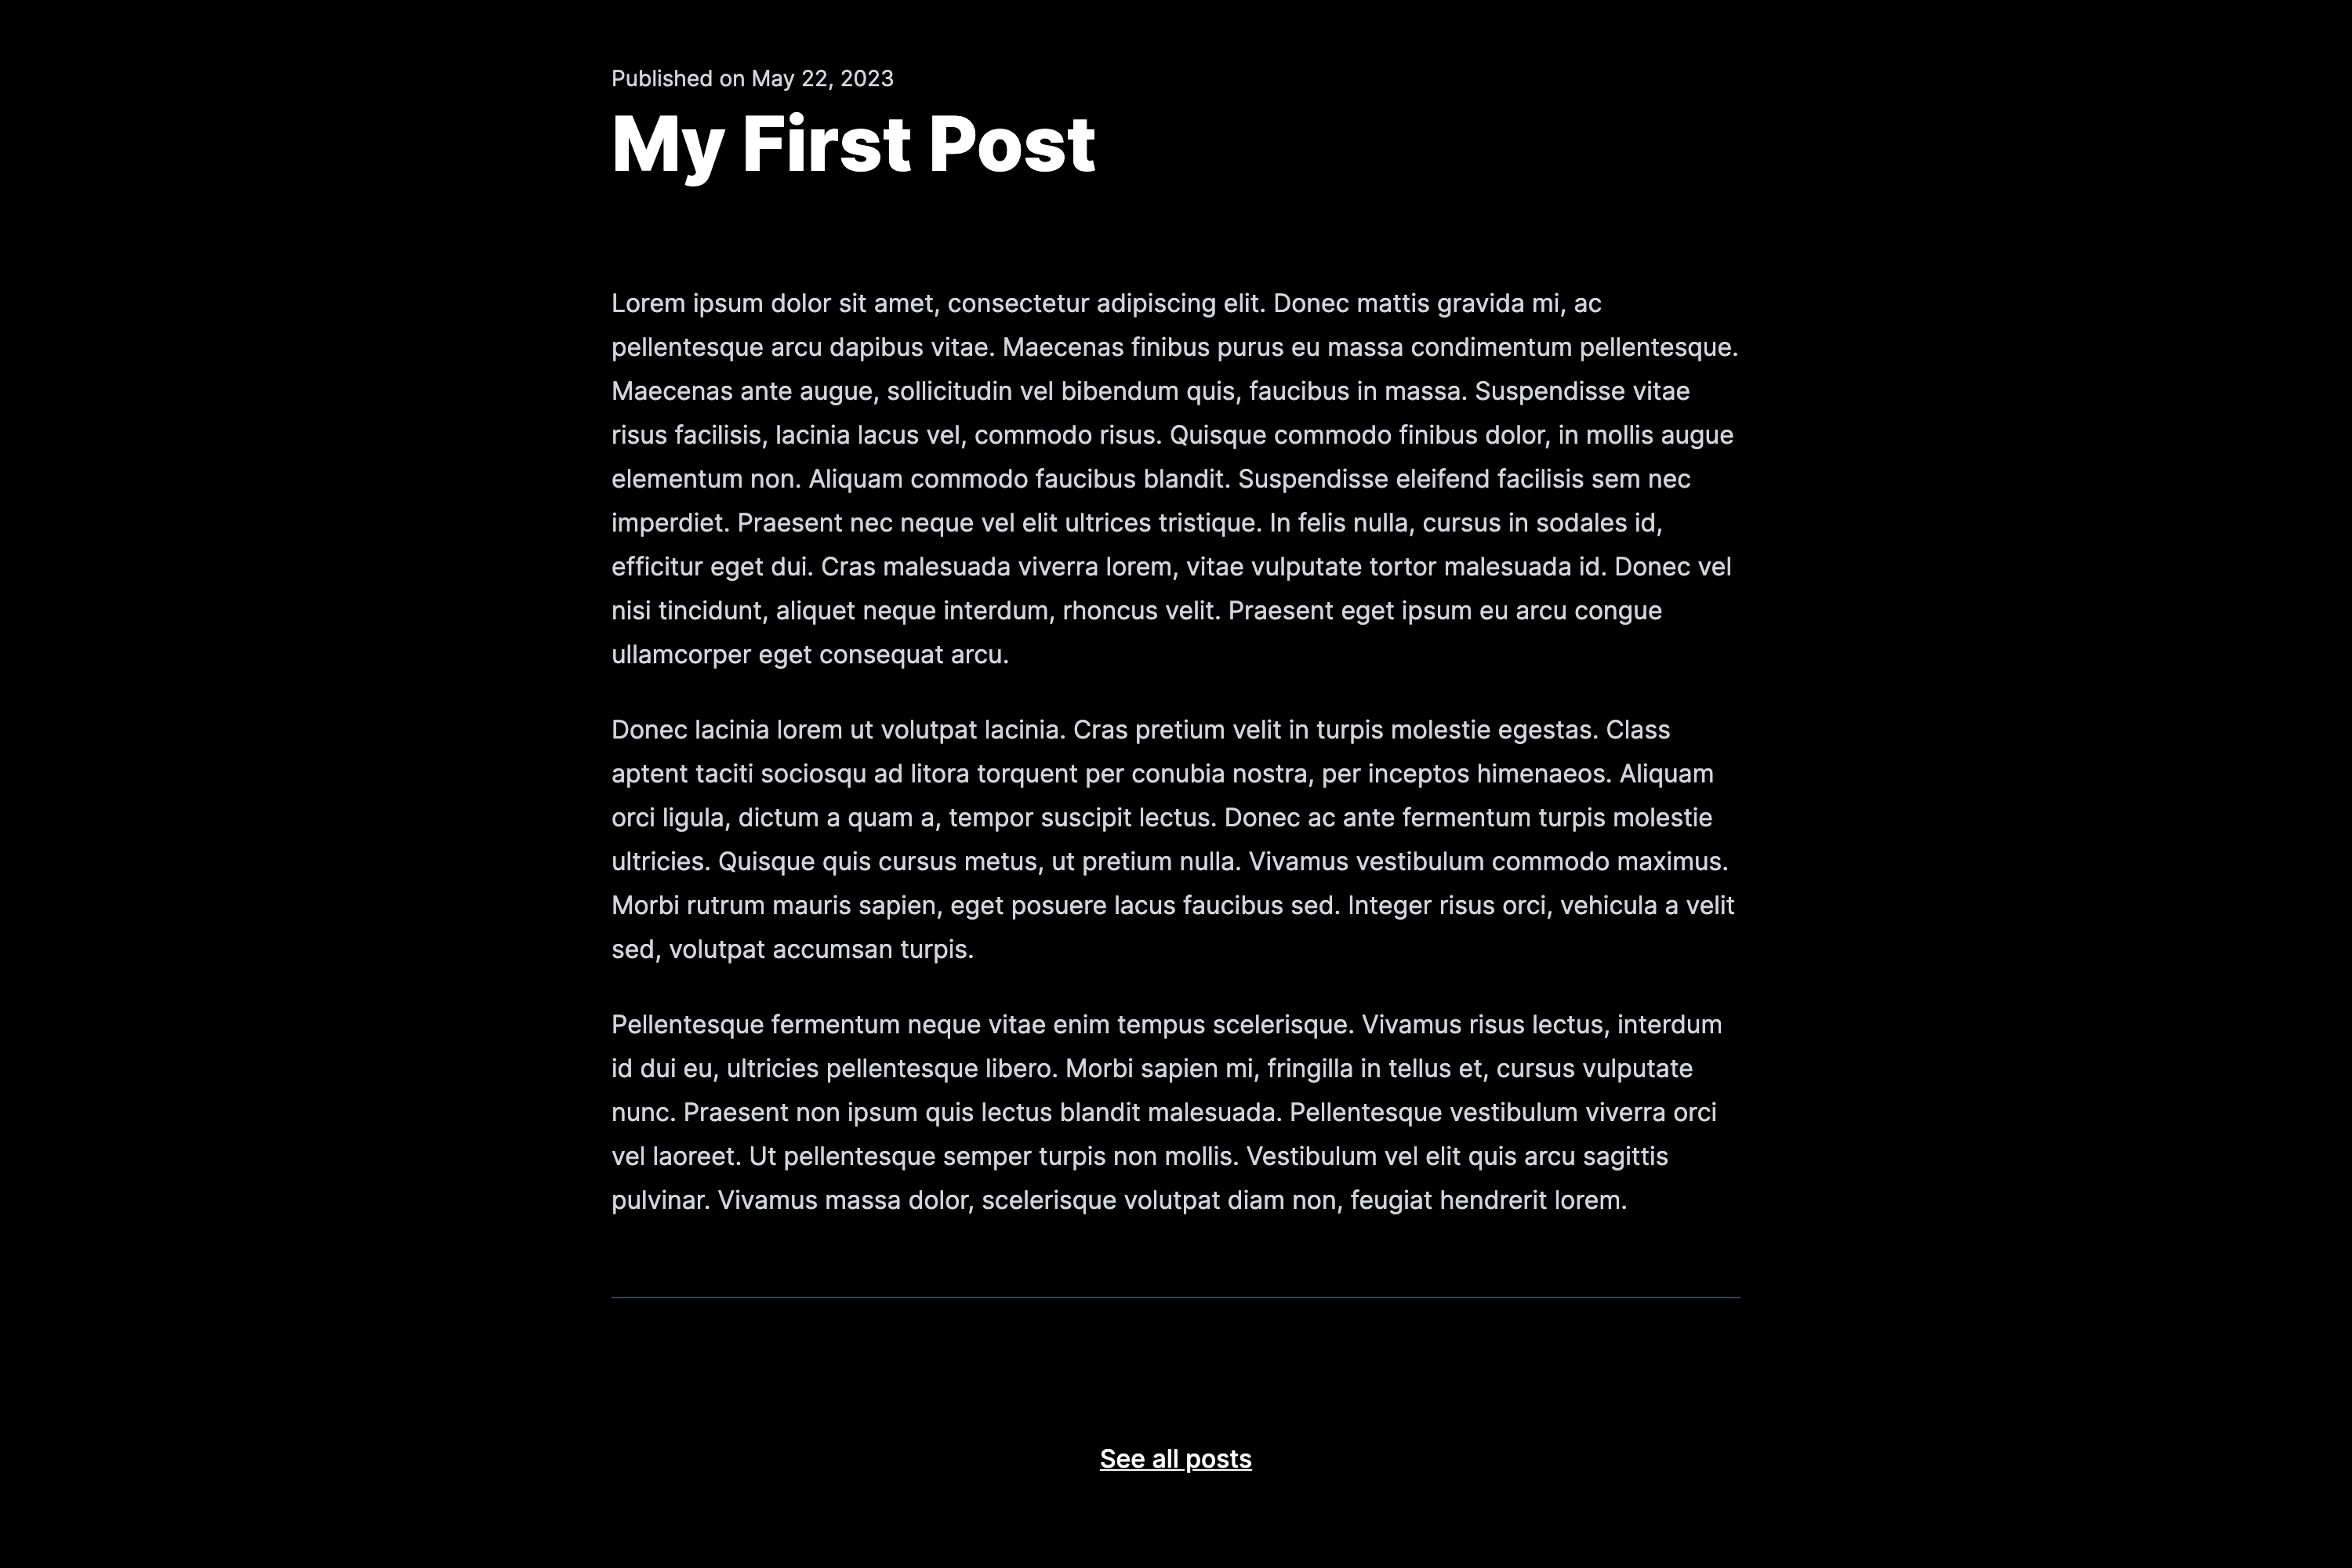 Published on May 22, 2023
My First Post
Lorem ipsum dolor sit amet, consectetur adipiscing elit. Donec mattis gravida mi, ac
pellentesque arcu dapibus vitae. Maecenas finibus purus eu massa condimentum pellentesque.
Maecenas ante augue, sollicitudin vel bibendum quis, faucibus in massa. Suspendisse vitae
risus facilisis, lacinia lacus vel, commodo risus. Quisque commodo finibus dolor, in mollis augue
elementum non. Aliquam commodo faucibus blandit. Suspendisse eleifend facilisis sem nec
imperdiet. Praesent nec neque vel elit ultrices tristique. In felis nulla, cursus in sodales id,
efficitur eget dui. Cras malesuada viverra lorem, vitae vulputate tortor malesuada id. Donec vel
nisi tincidunt, aliquet neque interdum, rhoncus velit. Praesent eget ipsum eu arcu congue
ullamcorper eget consequat arcu.
Donec lacinia lorem ut volutpat lacinia. Cras pretium velit in turpis molestie egestas. Class
aptent taciti sociosqu ad litora torquent per conubia nostra, per inceptos himenaeos. Aliquam
orci ligula, dictum a quam a, tempor suscipit lectus. Donec ac ante fermentum turpis molestie
ultricies. Quisque quis cursus metus, ut pretium nulla. Vivamus vestibulum commodo maximus.
Morbi rutrum mauris sapien, eget posuere lacus faucibus sed. Integer risus orci, vehicula a velit
sed, volutpat accumsan turpis.
Pellentesque fermentum neque vitae enim tempus scelerisque. Vivamus risus lectus, interdum
id dui eu, ultricies pellentesque libero. Morbi sapien mi, fringilla in tellus et, cursus vulputate
nunc. Praesent non ipsum quis lectus blandit malesuada. Pellentesque vestibulum viverra orci
vel laoreet. Ut pellentesque semper turpis non mollis. Vestibulum vel elit quis arcu sagittis
pulvinar. Vivamus massa dolor, scelerisque volutpat diam non, feugiat hendrerit lorem.
See all posts